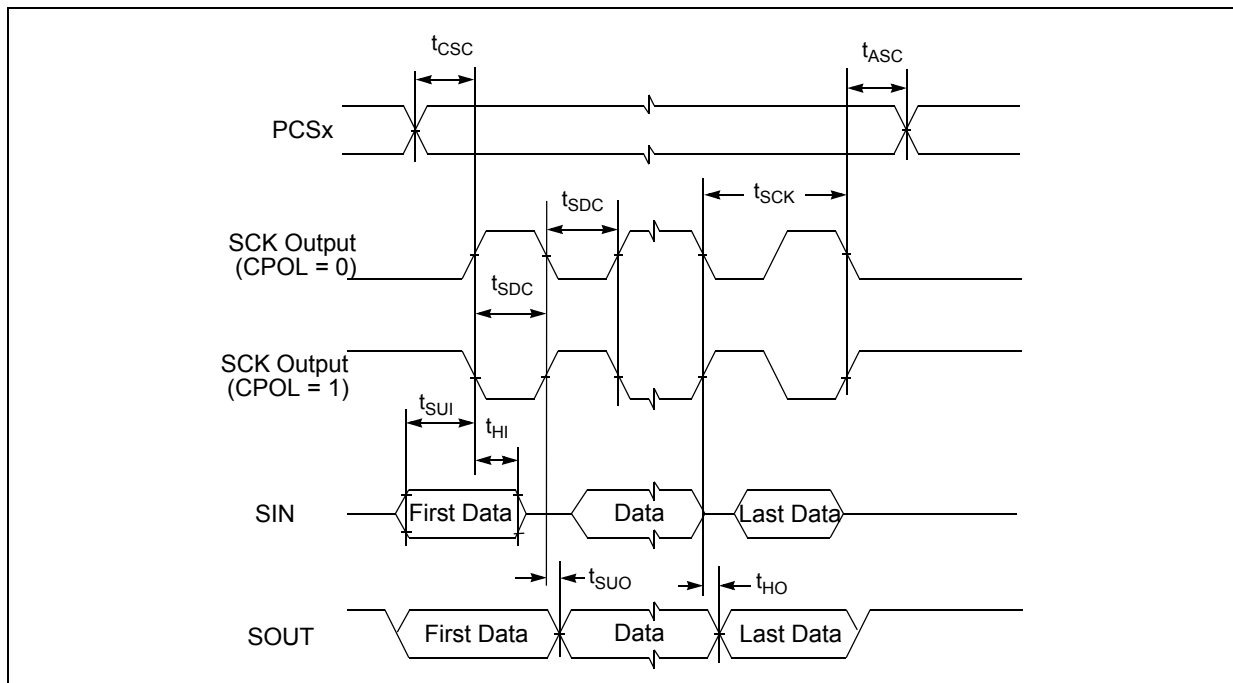 tCSC
tASC
PCSx
tSCK
tSDC
SCK Output
(CPOL = 0)
tSDC
SCK Output
(CPOL = 1)
tSUI
tHI
SIN
First Data
Data
Last Data
tSUO
tHO
SOUT
First Data
Data
Last Data